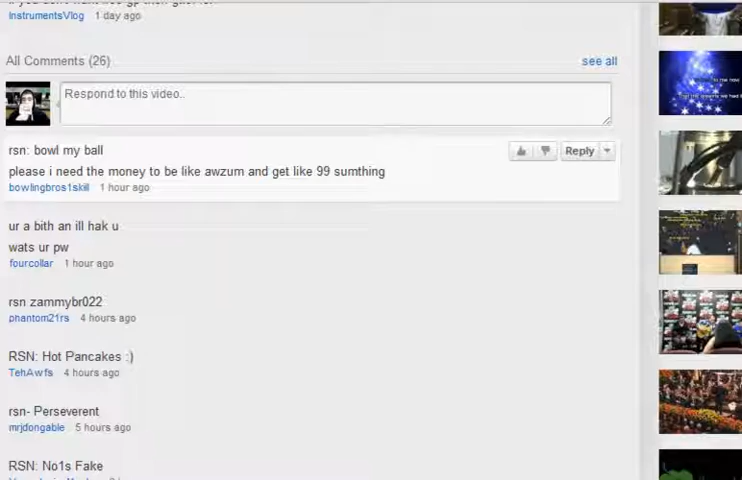 InstrumentsVlog 1 day ago
All Comments (26) see all
Respond to this video..
rsn: bowl my ball Reply
please i need the money to be like awzum and get like 99 sumthing
bowlingbros1skill 1 hour ago
ur a bith an ill hak u
wats ur pw
fourcollar 1 hour ago
rsn zammybr022
phantom21rs 4 hours ago
RSN: Hot Pancakes :)
TehAwfs 4 hours ago
rsn- Perseverent
mrjdongable 5 hours ago
RSN: No1s Fake